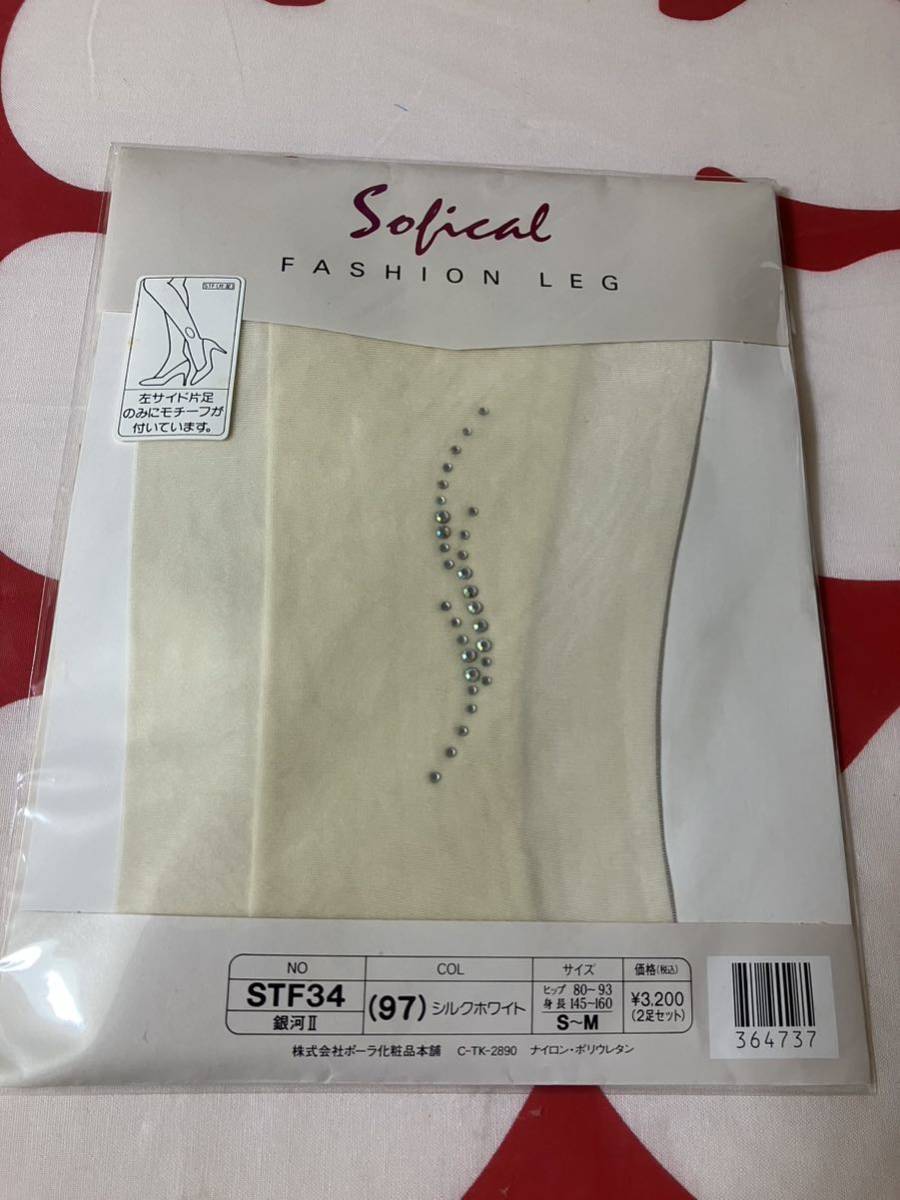 Sofical
FASHION LEG
左サイド片足
のみにモチーフが
付いています。
NO
STF34
銀河Ⅱ
COL
(97) シルクホワイト
サイズ
ヒップ 80〜93
身長 145〜160
S〜M
価格(税込)
¥3,200
(2足セット)
364737
株式会社ポーラ化粧品本舗 C-TK-2890 ナイロン・ポリウレタン